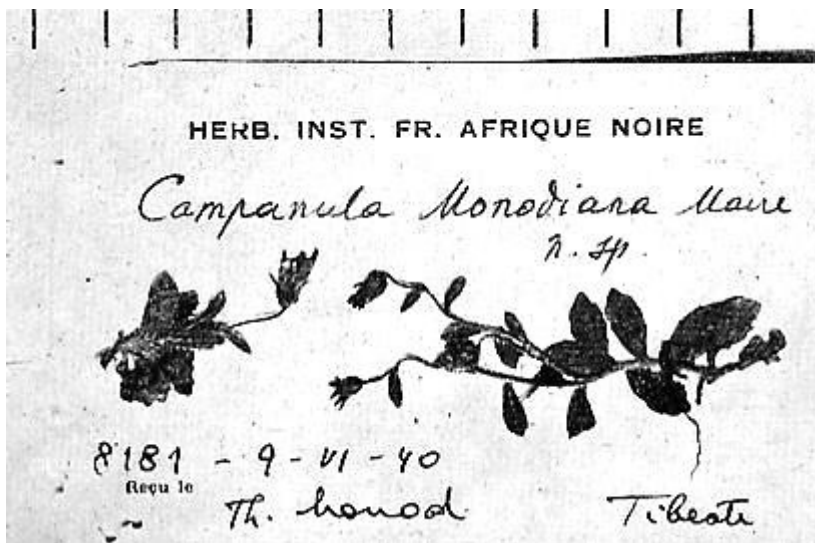 HERB. INST. FR. AFRIQUE NOIRE
Campanula Monodiana Maire
n. sp.
8181 - 9 - VI - 40
Reçu le
Th. Monod
Tibesti